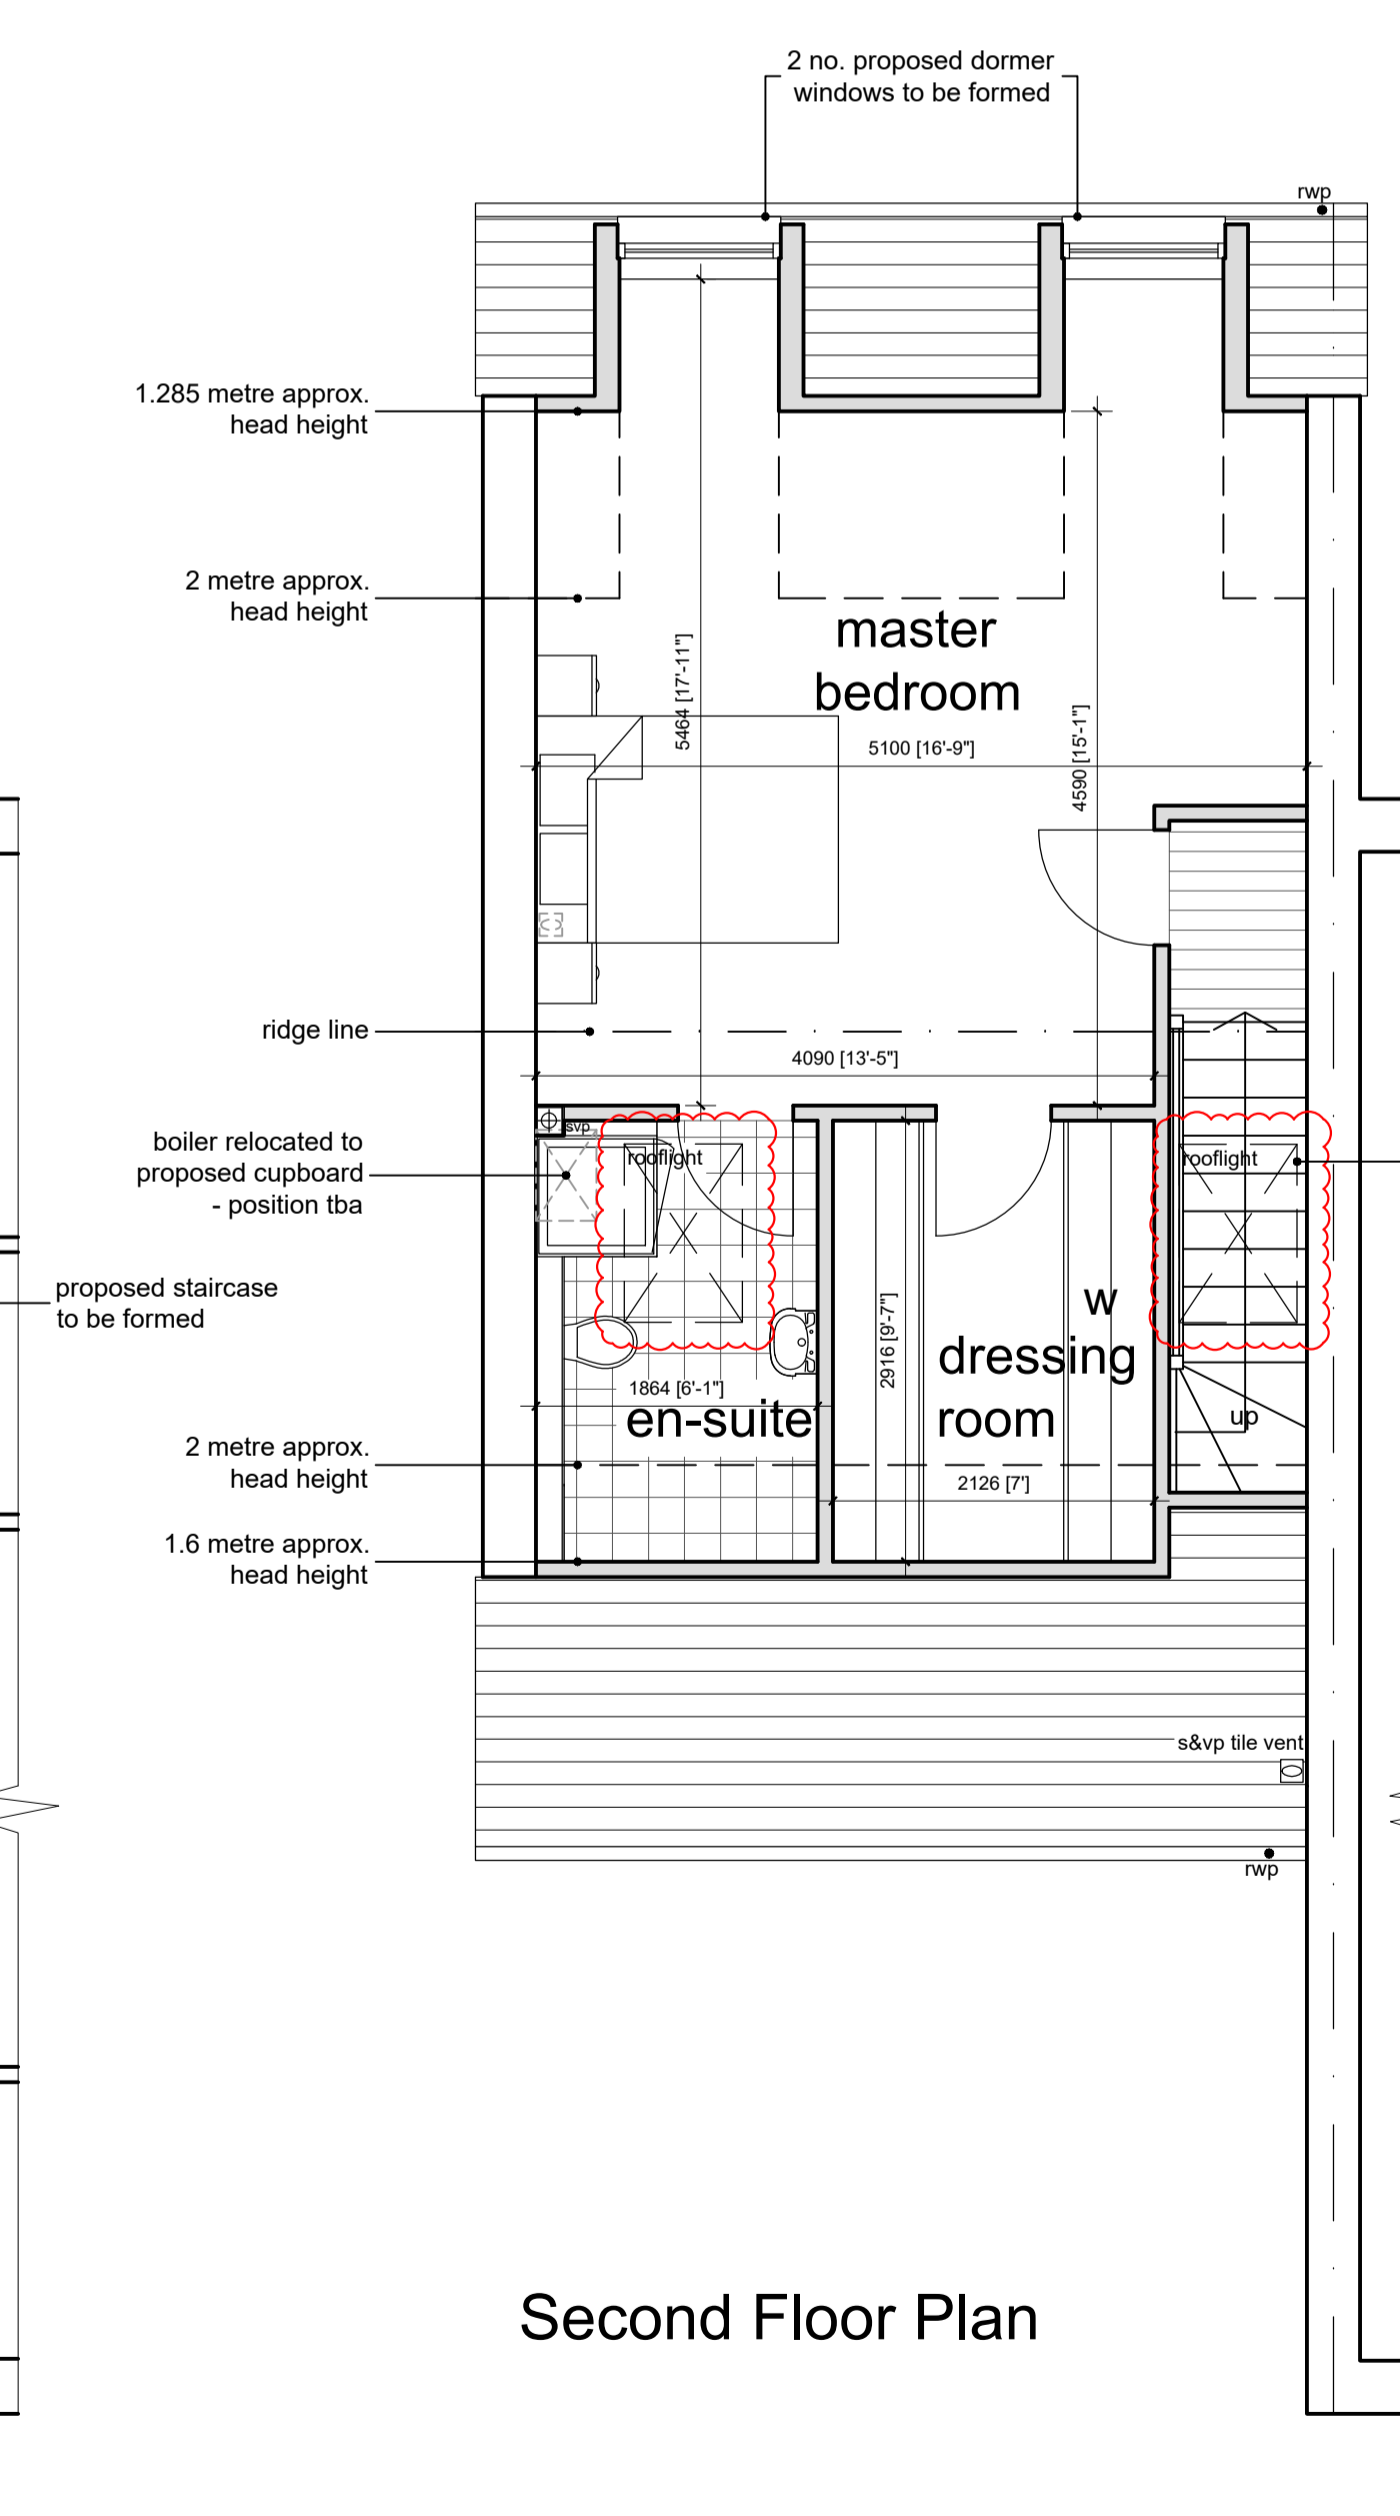 2 no. proposed dormer
windows to be formed
rwp
1.285 metre approx.
head height
2 metre approx.
head height
master
bedroom
5464 [17'-11"]
5100 [16'-9"]
4590 [15'-1"]
ridge line
4090 [13'-5"]
svp
boiler relocated to
proposed cupboard
- position tba
rooflight
rooflight
proposed staircase
to be formed
w
dressing
room
2916 [9'-7"]
1864 [6'-1"]
en-suite
up
2 metre approx.
head height
2126 [7']
1.6 metre approx.
head height
s&vp tile vent
rwp
Second Floor Plan